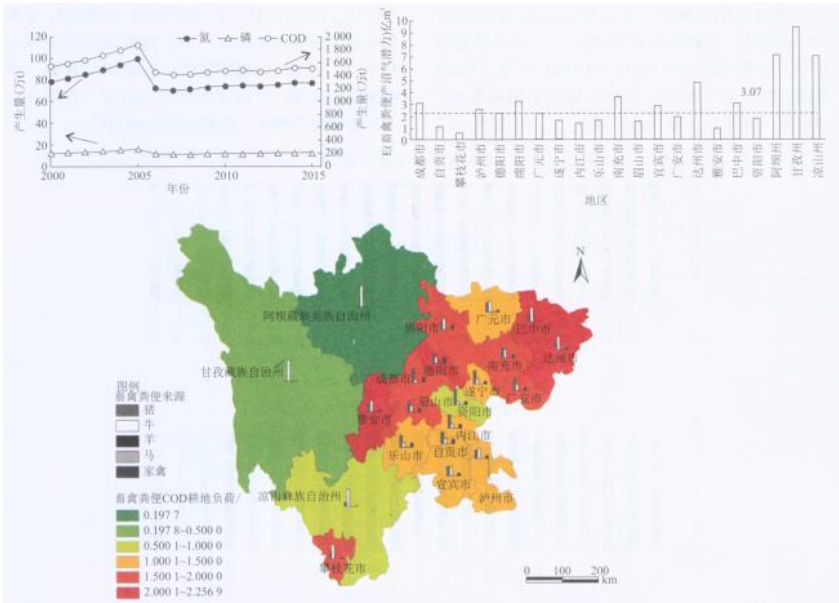 氮 磷 COD
120
100
80
60
40
20
0
产生量(万t)
2 000
1 800
1 600
1 400
1 200
1 000
800
600
400
200
0
产生量(万t)
2000 2005 2010 2015
年份
E(畜禽粪便产沼气潜力)/亿m³
10
9
8
7
6
5
4
3
2
1
0
3.07
成都市
自贡市
攀枝花市
泸州市
德阳市
绵阳市
广元市
遂宁市
内江市
乐山市
南充市
眉山市
宜宾市
广安市
达州市
雅安市
巴中市
资阳市
阿坝州
甘孜州
凉山州
地区
N
阿坝藏族羌族自治州
绵阳市
广元市
巴中市
甘孜藏族自治州
成都市
德阳市
南充市
达州市
遂宁市
广安市
雅安市
眉山市
资阳市
内江市
乐山市
自贡市
宜宾市
泸州市
凉山彝族自治州
攀枝花市
图例
畜禽粪便来源
猪
牛
羊
马
家禽
畜禽粪便COD耕地负荷/
0.197 7
0.197 8~0.500 0
0.500 1~1.000 0
1.000 1~1.500 0
1.500 1~2.000 0
2.000 1~2.256 9
0 100 200
km